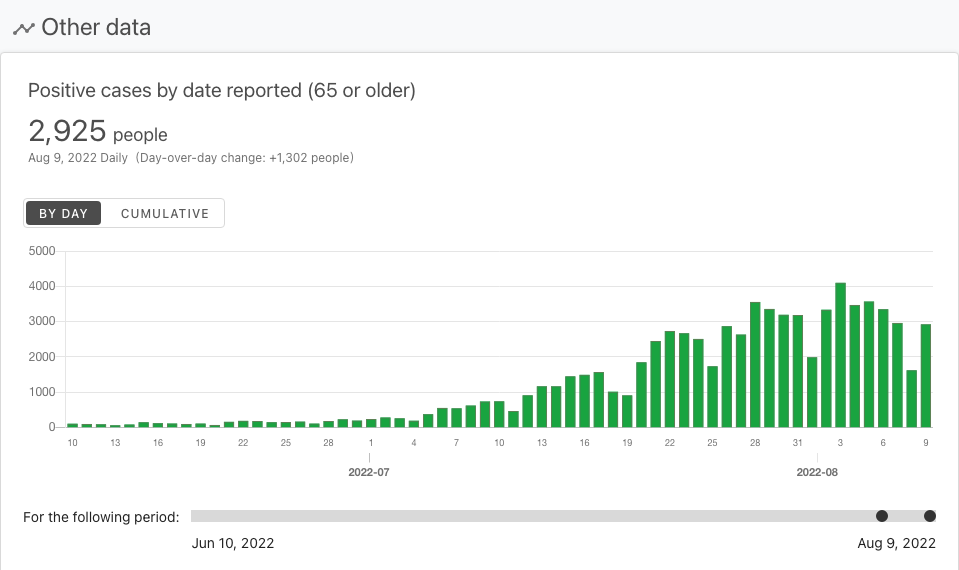 Other data
Positive cases by date reported (65 or older)
2,925 people
Aug 9, 2022 Daily (Day-over-day change: +1,302 people)
BY DAY CUMULATIVE
5000
4000
3000
2000
1000
0
10 13 16 19 22 25 28 1 4 7 10 13 16 19 22 25 28 31 3 6 9
2022-07 2022-08
For the following period:
Jun 10, 2022 Aug 9, 2022